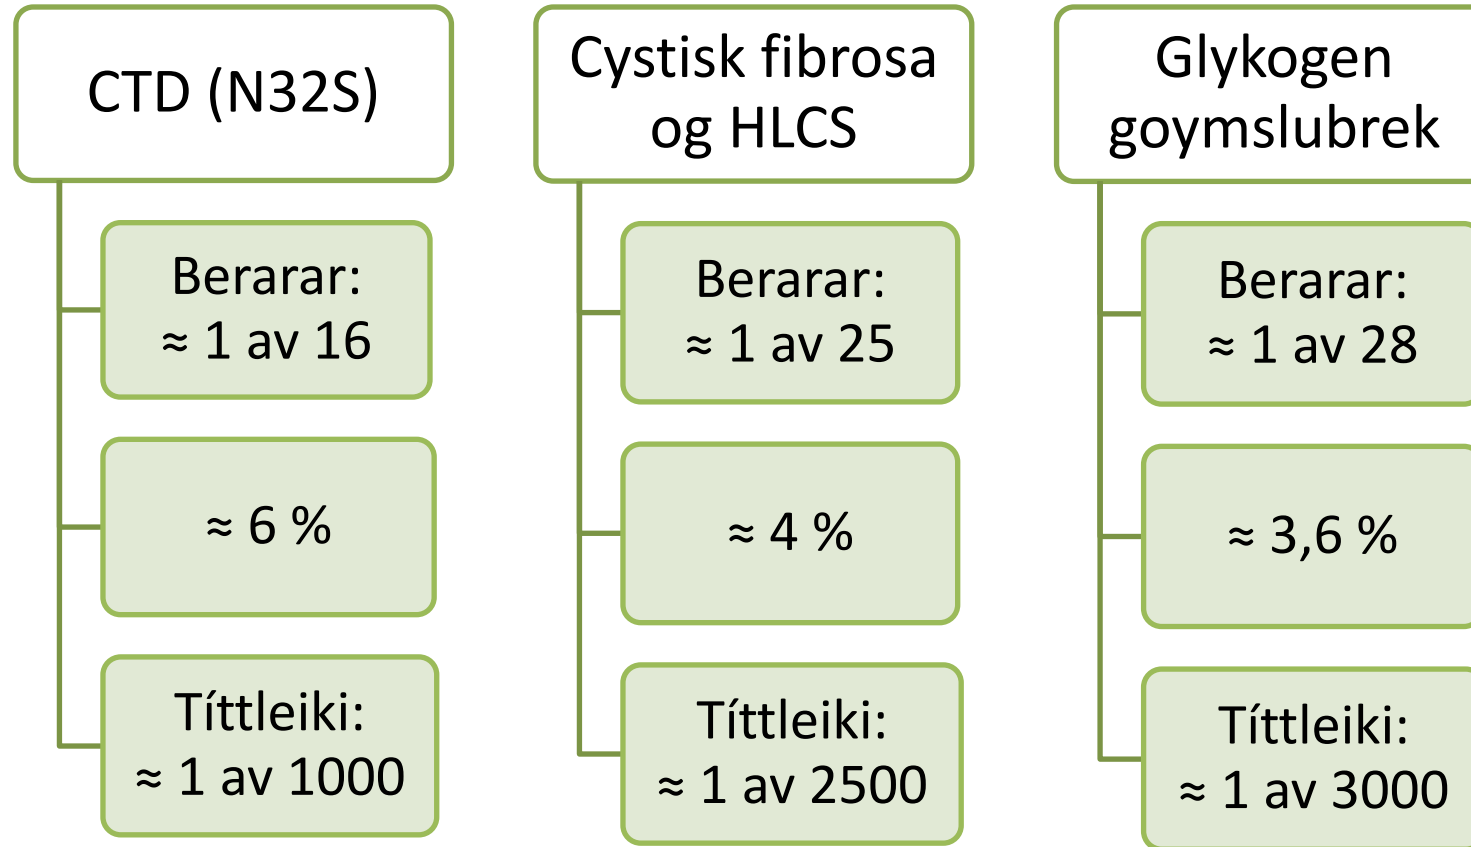 CTD (N32S)
Berarar:
≈ 1 av 16
≈ 6 %
Títtleiki:
≈ 1 av 1000
Cystisk fibrosa
og HLCS
Berarar:
≈ 1 av 25
≈ 4 %
Títtleiki:
≈ 1 av 2500
Glykogen
goymslubrek
Berarar:
≈ 1 av 28
≈ 3,6 %
Títtleiki:
≈ 1 av 3000